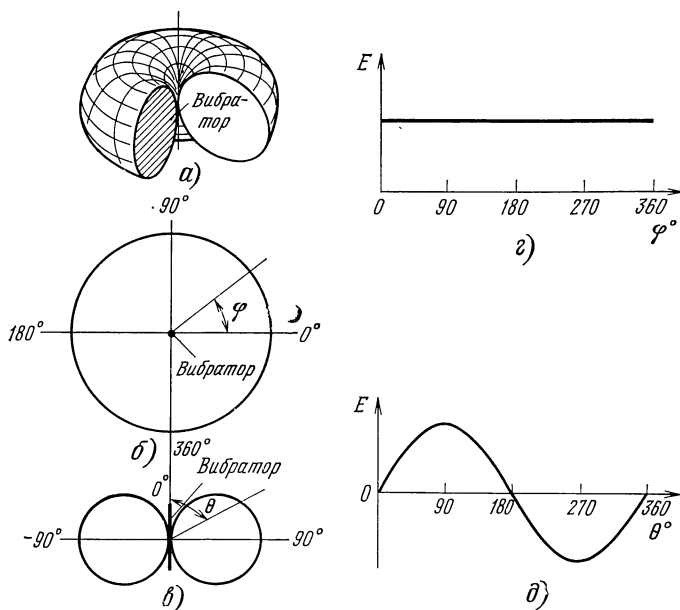 Вибра-
тор
а)
90°
180°
φ
0°
Вибратор
б)
360°
Вибратор
0°
θ
-90°
90°
в)
E
0
90
180
270
360
φ°
г)
E
0
90
180
270
360
θ°
д)